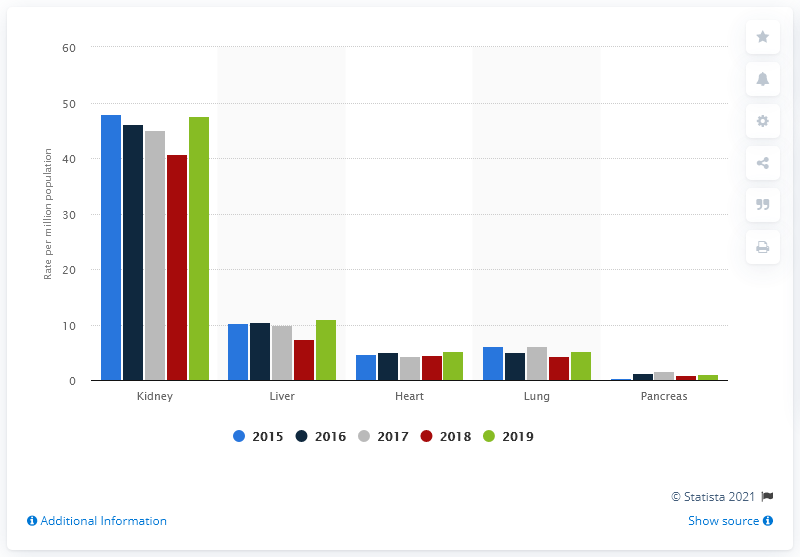 60
50
40
30
20
10
0
Rate per million population
Kidney
Liver
Heart
Lung
Pancreas
2015
2016
2017
2018
2019
© Statista 2021
Additional Information
Show source